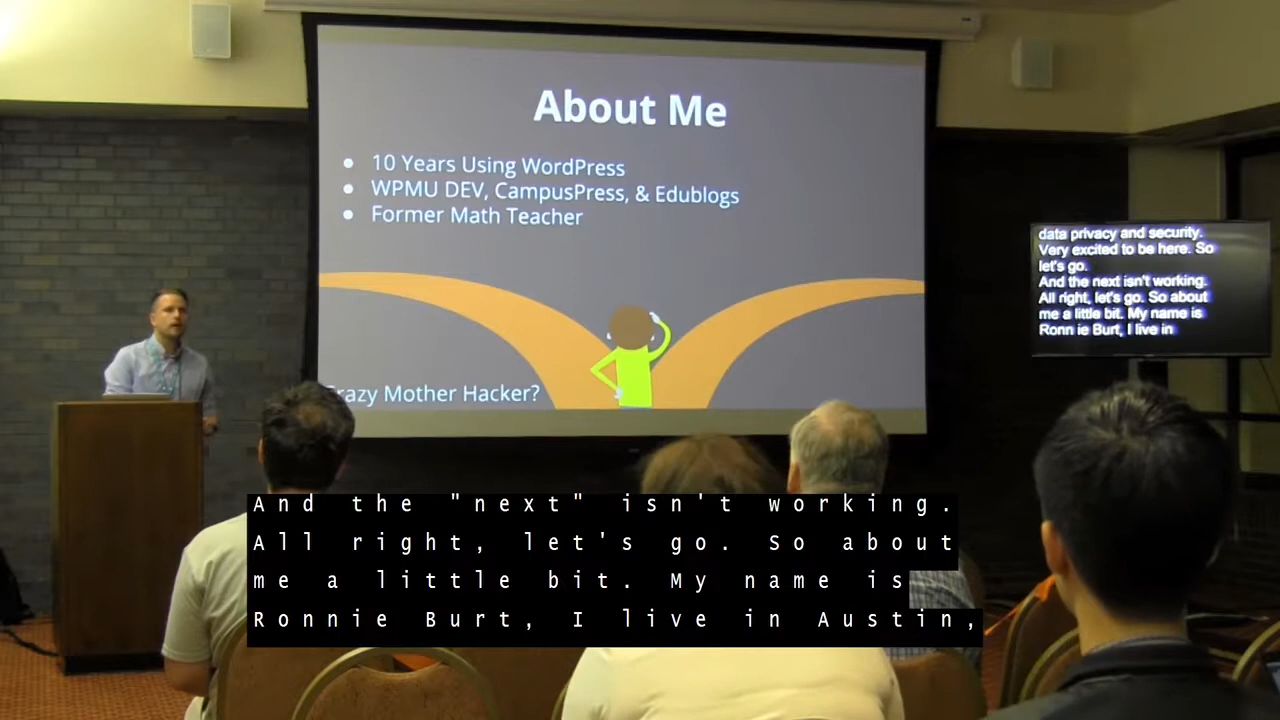 About Me
10 Years Using WordPress
WPMU DEV, CampusPress, & Edublogs
Former Math Teacher
Crazy Mother Hacker?
data privacy and security.
Very excited to be here. So
let's go.
And the next isn't working.
All right, let's go. So about
me a little bit. My name is
Ronn ie Burt, I live in
And the "next" isn't working.
All right, let's go. So about
me a little bit. My name is
Ronnie Burt, I live in Austin,